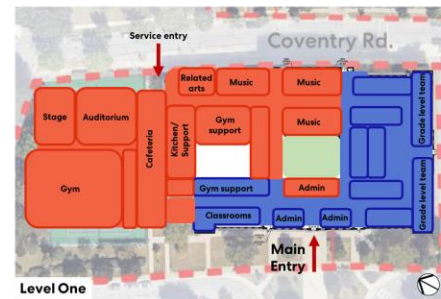 Service entry
Coventry Rd.
Related
arts
Music
Music
Stage
Auditorium
Cafeteria
Kitchen/
Support
Gym
support
Music
Grade level team
Gym
Gym support
Admin
Grade level team
Classrooms
Admin
Admin
Main
Entry
Level One